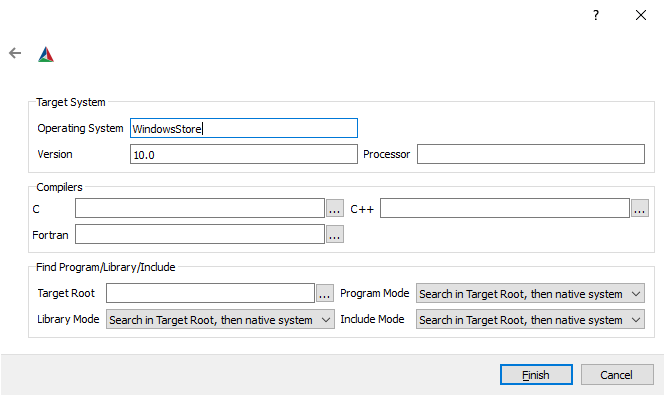 ?
Target System
Operating System WindowsStore
Version 10.0 Processor
Compilers
C ... C++ ...
Fortran ...
Find Program/Library/Include
Target Root ... Program Mode Search in Target Root, then native system
Library Mode Search in Target Root, then native system Include Mode Search in Target Root, then native system
Finish Cancel